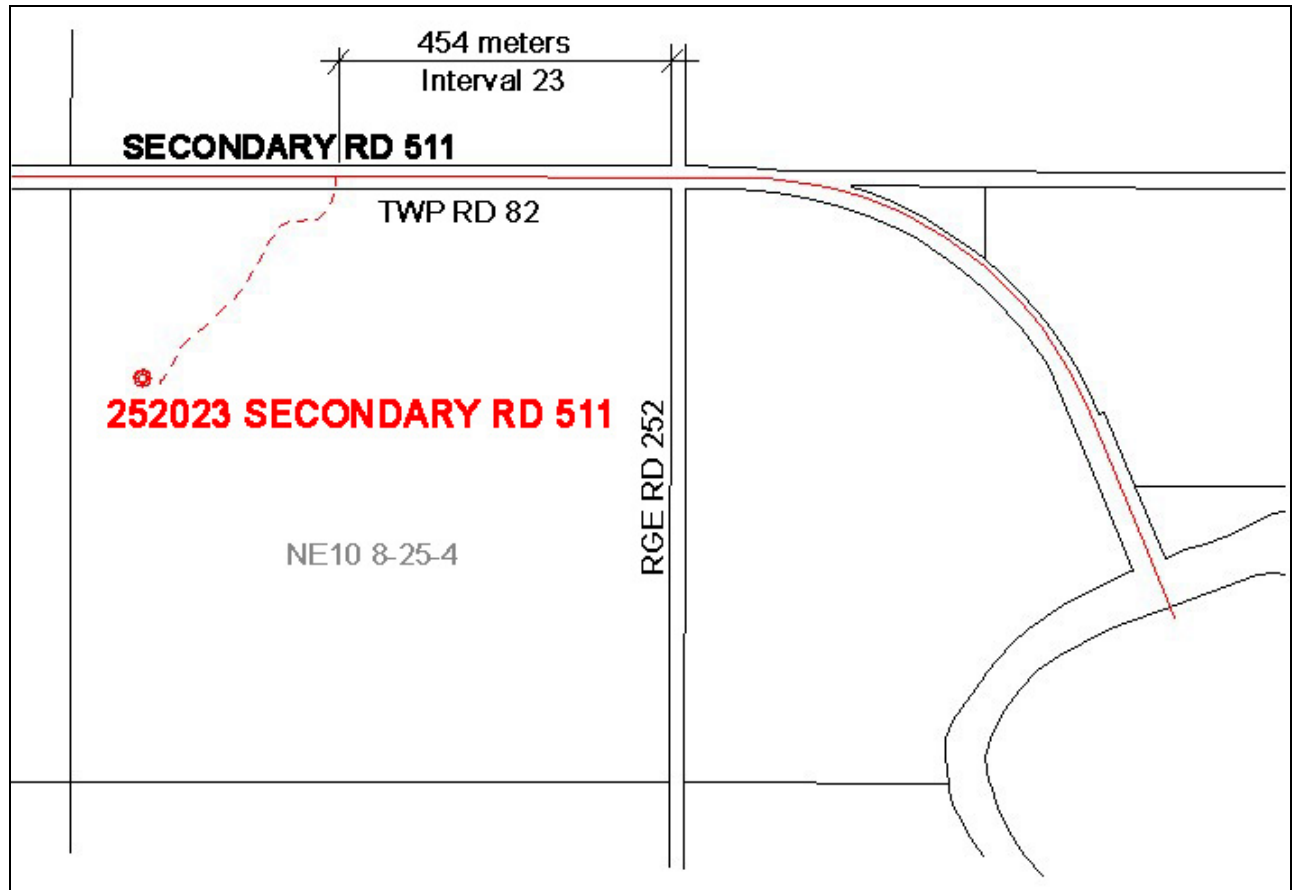 454 meters
Interval 23
SECONDARY RD 511
TWP RD 82
252023 SECONDARY RD 511
RGE RD 252
NE10 8-25-4